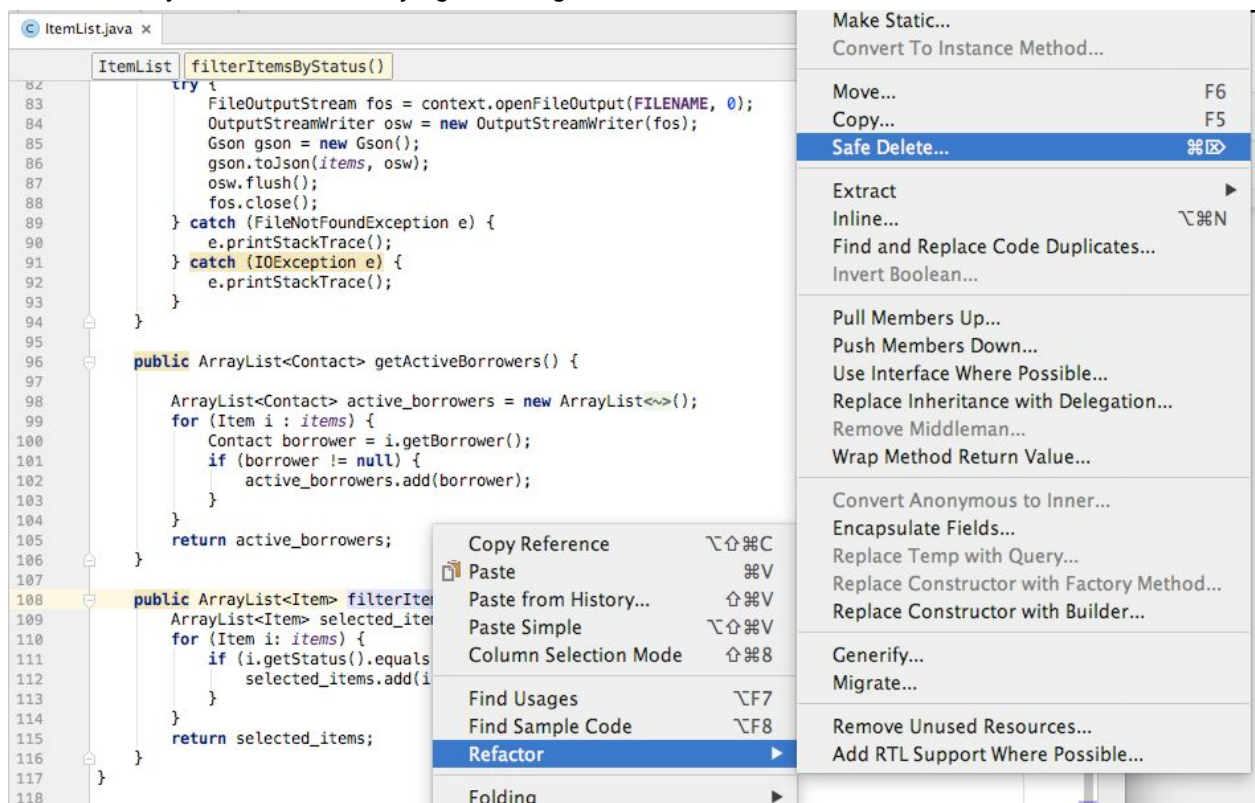 ItemList.java ×
ItemList filterItemsByStatus()
82 try {
83 FileOutputStream fos = context.openFileOutput(FILENAME, 0);
84 OutputStreamWriter osw = new OutputStreamWriter(fos);
85 Gson gson = new Gson();
86 gson.toJson(items, osw);
87 osw.flush();
88 fos.close();
89 } catch (FileNotFoundException e) {
90 e.printStackTrace();
91 } catch (IOException e) {
92 e.printStackTrace();
93 }
94 }
95
96 public ArrayList<Contact> getActiveBorrowers() {
97
98 ArrayList<Contact> active_borrowers = new ArrayList<~>();
99 for (Item i : items) {
100 Contact borrower = i.getBorrower();
101 if (borrower != null) {
102 active_borrowers.add(borrower);
103 }
104 }
105 return active_borrowers;
106 }
107
108 public ArrayList<Item> filterIte
109 ArrayList<Item> selected_ite
110 for (Item i: items) {
111 if (i.getStatus().equals
112 selected_items.add(i
113 }
114 }
115 return selected_items;
116 }
117 }
118
Copy Reference ⌥⇧⌘C
Paste ⌘V
Paste from History... ⇧⌘V
Paste Simple ⌥⇧⌘V
Column Selection Mode ⇧⌘8
Find Usages ⌥F7
Find Sample Code ⌥F8
Refactor
Folding
Make Static...
Convert To Instance Method...
Move... F6
Copy... F5
Safe Delete... ⌘⌦
Extract
Inline... ⌥⌘N
Find and Replace Code Duplicates...
Invert Boolean...
Pull Members Up...
Push Members Down...
Use Interface Where Possible...
Replace Inheritance with Delegation...
Remove Middleman...
Wrap Method Return Value...
Convert Anonymous to Inner...
Encapsulate Fields...
Replace Temp with Query...
Replace Constructor with Factory Method...
Replace Constructor with Builder...
Generify...
Migrate...
Remove Unused Resources...
Add RTL Support Where Possible...